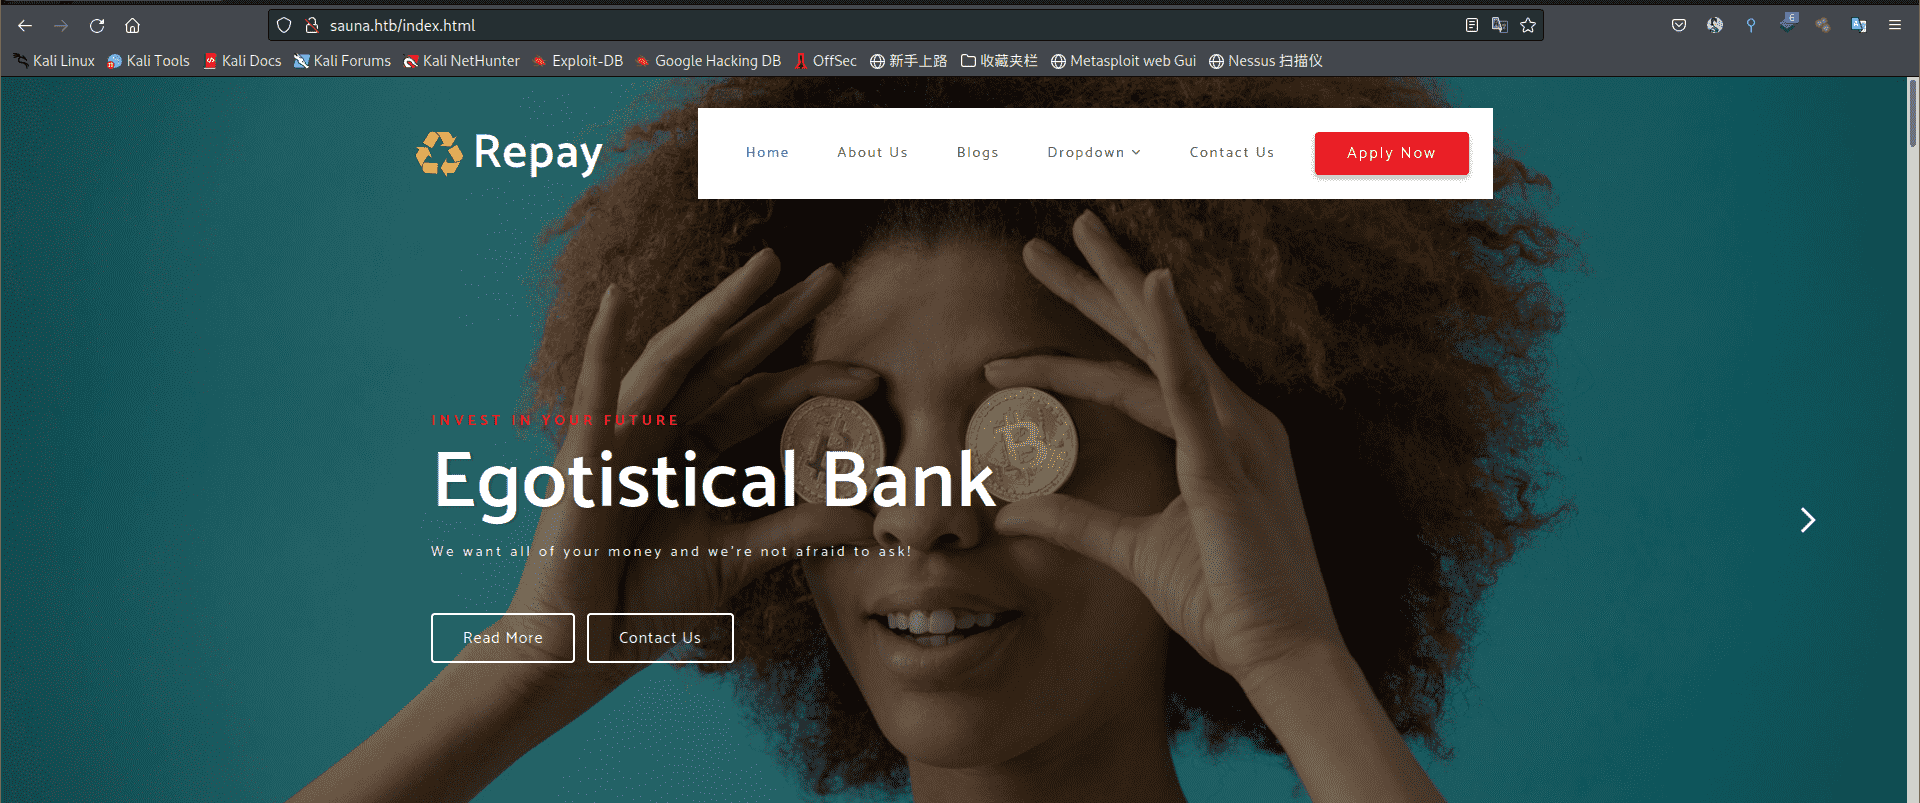 sauna.htb/index.html
6
Kali Linux Kali Tools Kali Docs Kali Forums Kali NetHunter Exploit-DB Google Hacking DB OffSec 新手上路 收藏夹栏 Metasploit web Gui Nessus 扫描仪
Repay
Home About Us Blogs Dropdown Contact Us Apply Now
INVEST IN YOUR FUTURE
Egotistical Bank
We want all of your money and we're not afraid to ask!
Read More Contact Us